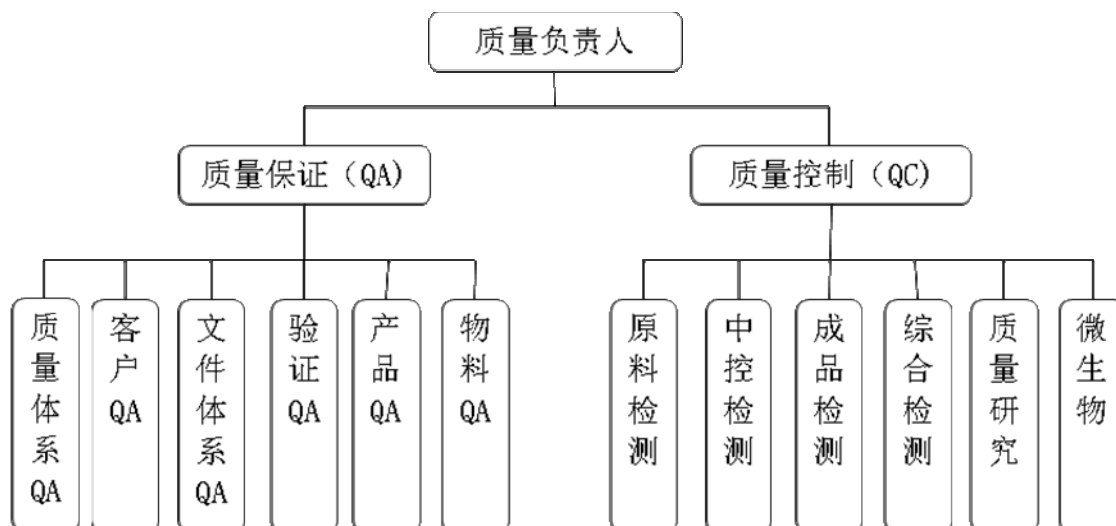 质量负责人
质量保证（QA)
质量控制（QC)
质量体系QA
客户QA
文件体系QA
验证QA
产品QA
物料QA
原料检测
中控检测
成品检测
综合检测
质量研究
微生物